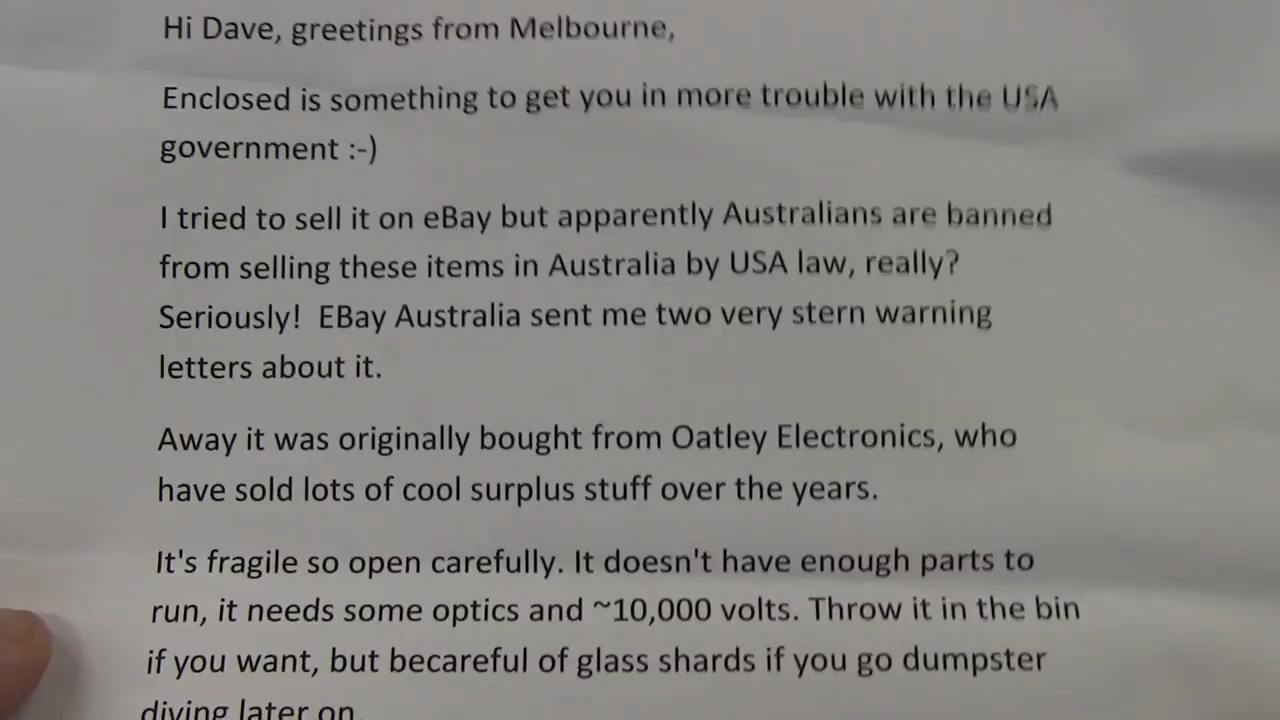 Hi Dave, greetings from Melbourne,
Enclosed is something to get you in more trouble with the USA
government :-)
I tried to sell it on eBay but apparently Australians are banned
from selling these items in Australia by USA law, really?
Seriously!  EBay Australia sent me two very stern warning
letters about it.
Away it was originally bought from Oatley Electronics, who
have sold lots of cool surplus stuff over the years.
It's fragile so open carefully. It doesn't have enough parts to
run, it needs some optics and ~10,000 volts. Throw it in the bin
if you want, but becareful of glass shards if you go dumpster
diving later on.